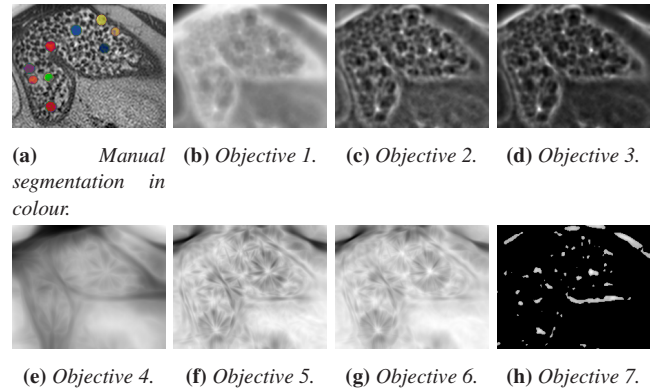 (a) Manual segmentation in colour.
(b) Objective 1.
(c) Objective 2.
(d) Objective 3.
(e) Objective 4.
(f) Objective 5.
(g) Objective 6.
(h) Objective 7.